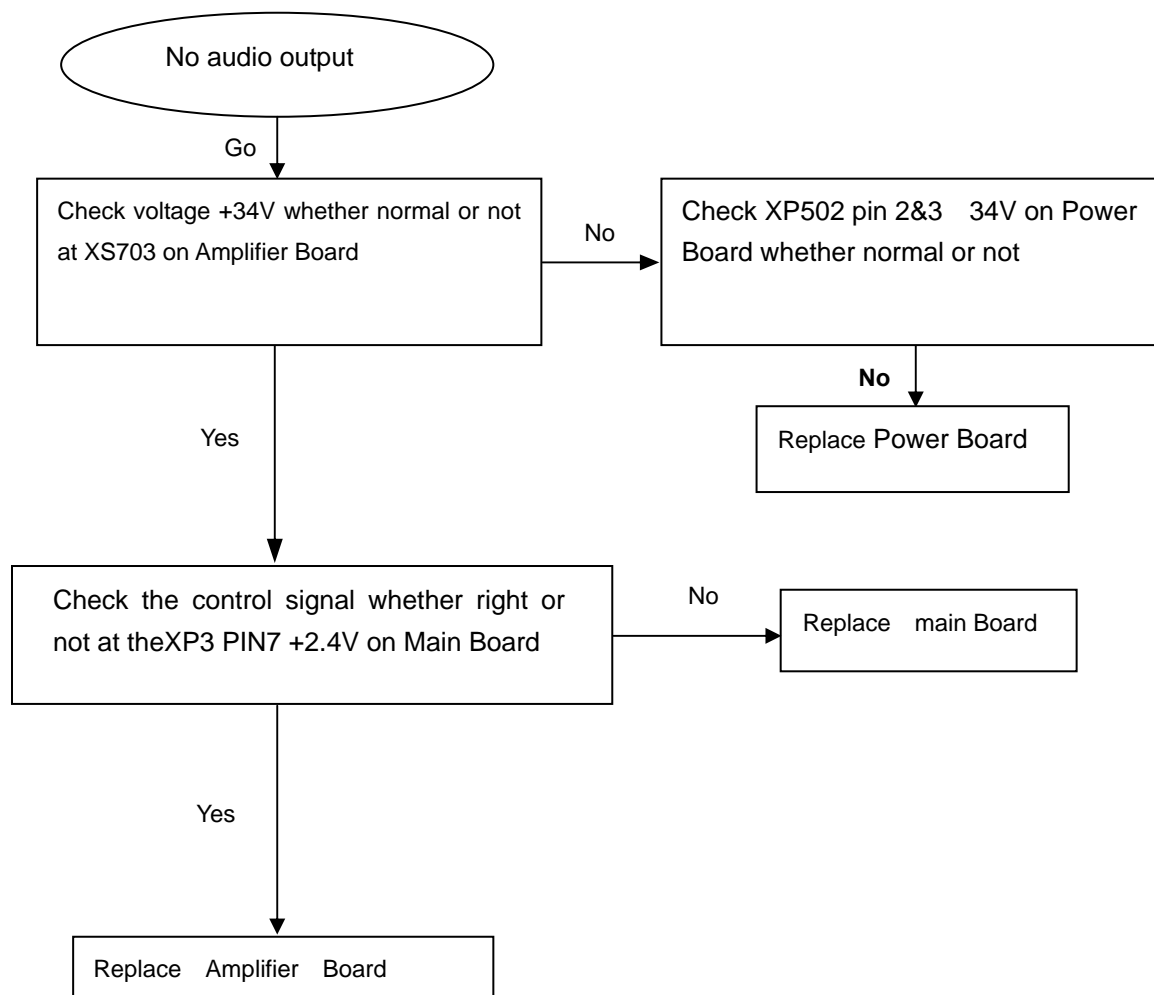 No audio output
Go
Check voltage +34V whether normal or not
at XS703 on Amplifier Board
No
Check XP502 pin 2&3 34V on Power
Board whether normal or not
No
Replace Power Board
Yes
Check the control signal whether right or
not at theXP3 PIN7 +2.4V on Main Board
No
Replace main Board
Yes
Replace Amplifier Board